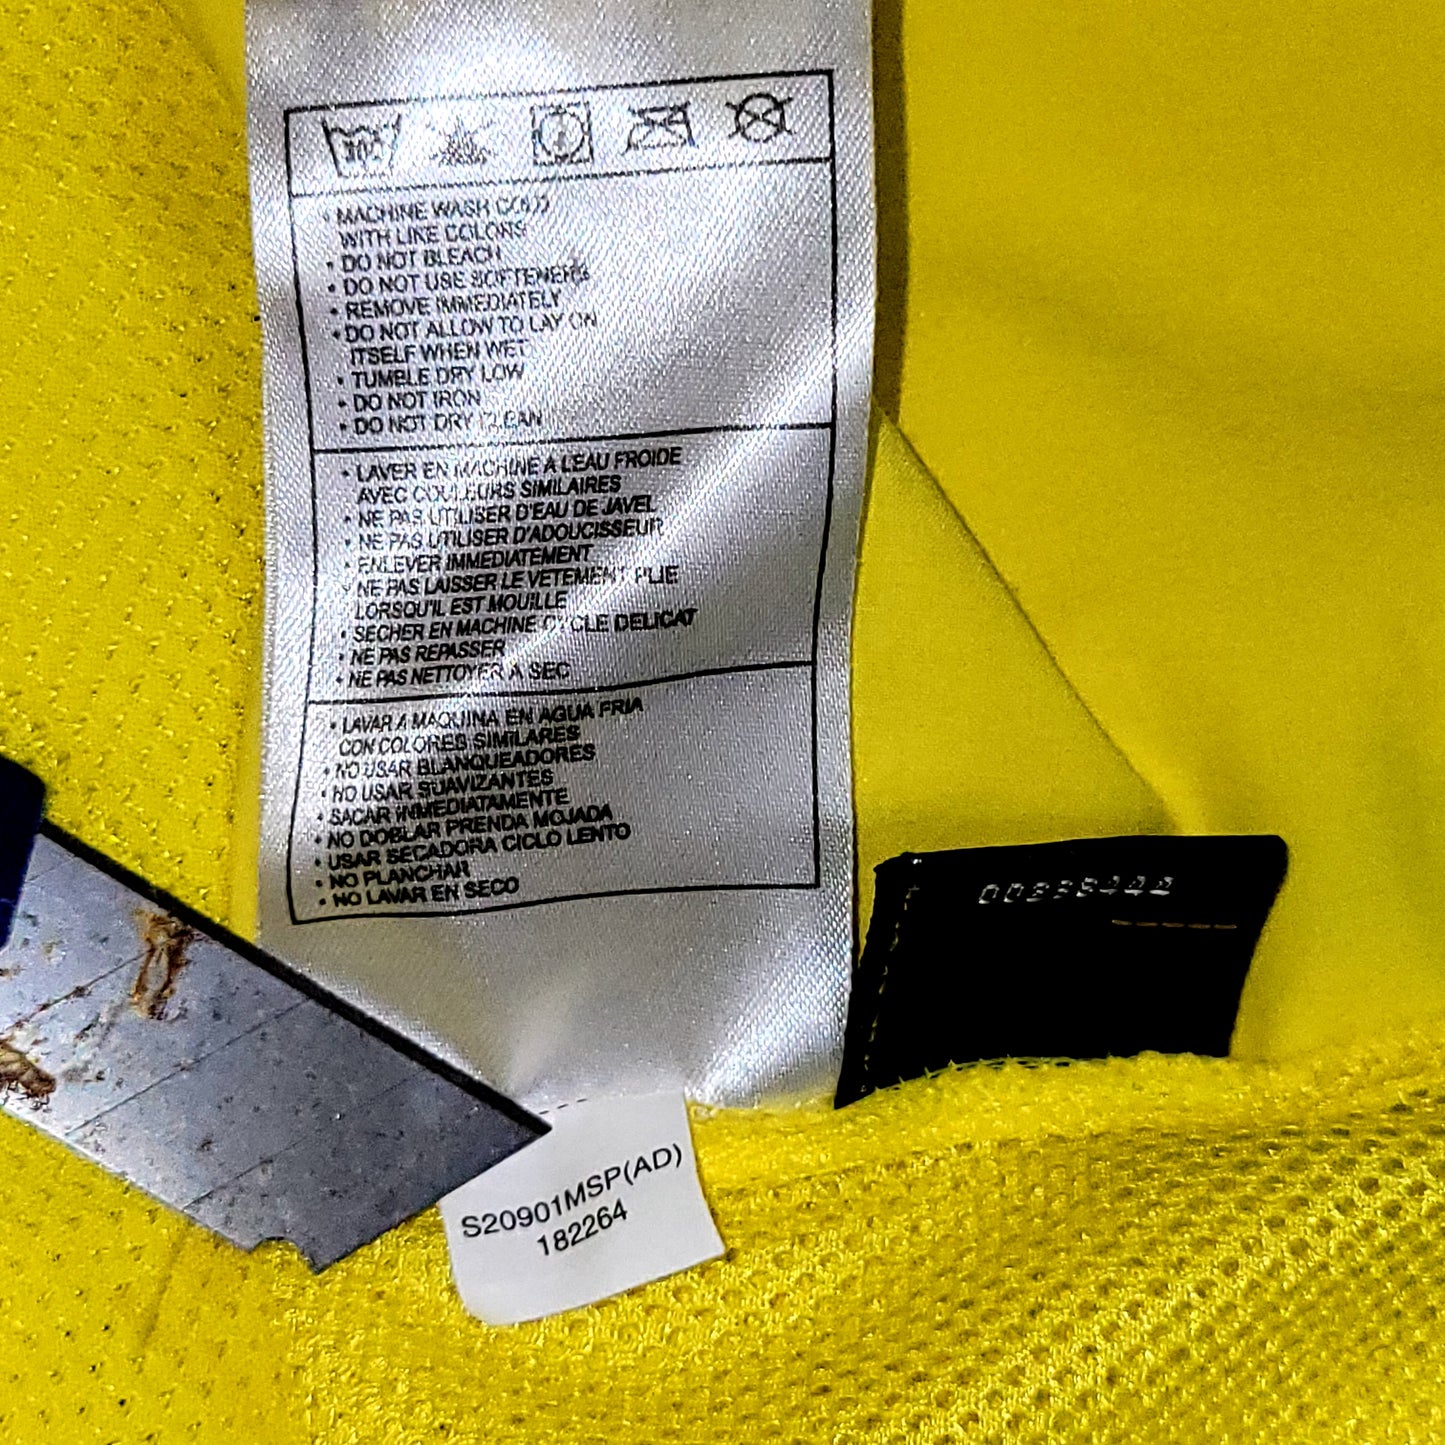 • MACHINE WASH COLD
WITH LIKE COLORS
• DO NOT BLEACH
• DO NOT USE SOFTENERS
• REMOVE IMMEDIATELY
• DO NOT ALLOW TO LAY ON
ITSELF WHEN WET
• TUMBLE DRY LOW
• DO NOT IRON
• DO NOT DRY CLEAN
• LAVER EN MACHINE A L'EAU FROIDE
AVEC COULEURS SIMILAIRES
• NE PAS UTILISER D'EAU DE JAVEL
• NE PAS UTILISER D'ADOUCISSEUR
• ENLEVER IMMEDIATEMENT
• NE PAS LAISSER LE VETEMENT PLIE
LORSQU'IL EST MOUILLE
• SECHER EN MACHINE CYCLE DELICAT
• NE PAS REPASSER
• NE PAS NETTOYER A SEC
• LAVAR A MAQUINA EN AGUA FRIA
CON COLORES SIMILARES
• NO USAR BLANQUEADORES
• NO USAR SUAVIZANTES
• SACAR INMEDIATAMENTE
• NO DOBLAR PRENDA MOJADA
• USAR SECADORA CICLO LENTO
• NO PLANCHAR
• NO LAVAR EN SECO
S20901MSP(AD)
182264